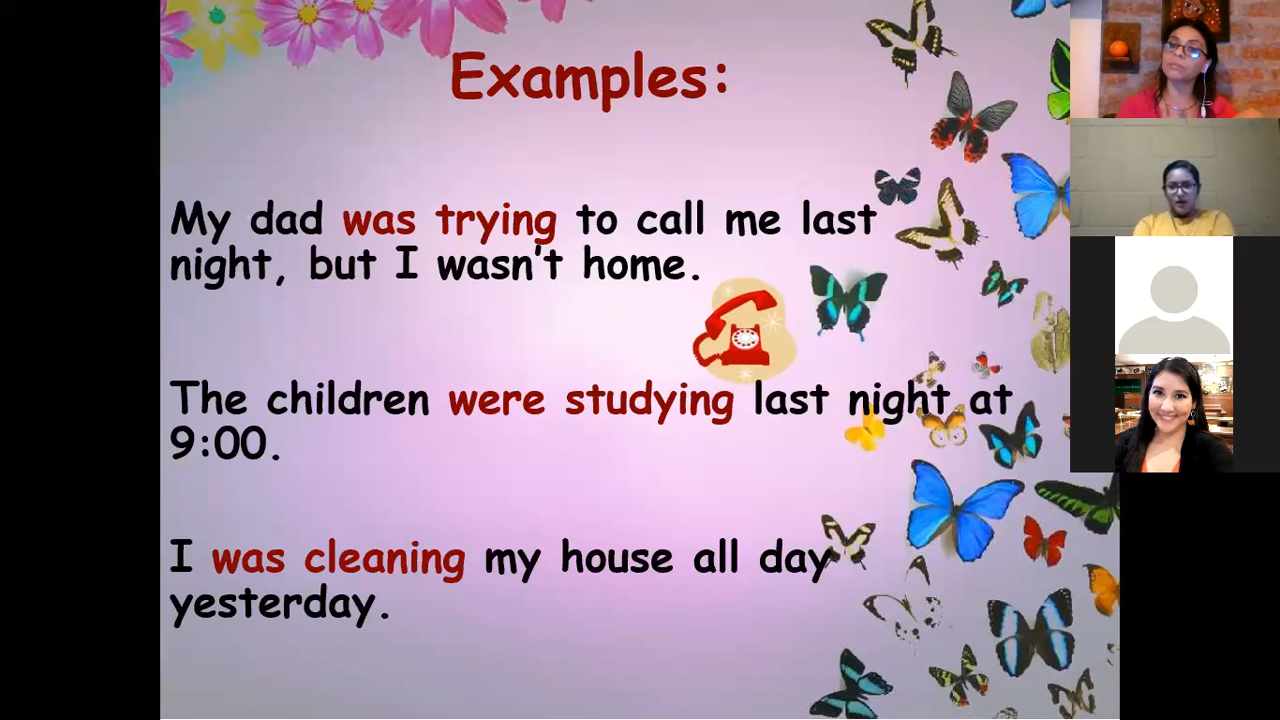 Examples:
My dad was trying to call me last
night, but I wasn't home.
The children were studying last night at
9:00.
I was cleaning my house all day
yesterday.